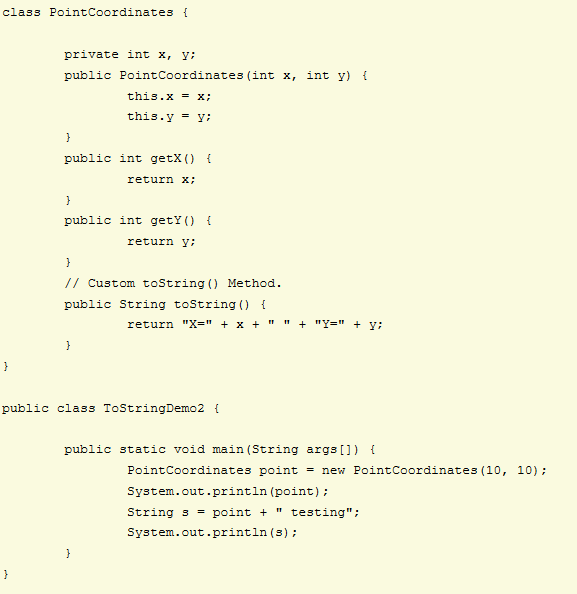 class PointCoordinates {
private int x, y;
public PointCoordinates(int x, int y) {
this.x = x;
this.y = y;
}
public int getX() {
return x;
}
public int getY() {
return y;
}
// Custom toString() Method.
public String toString() {
return "X=" + x + " " + "Y=" + y;
}
}
public class ToStringDemo2 {
public static void main(String args[]) {
PointCoordinates point = new PointCoordinates(10, 10);
System.out.println(point);
String s = point + " testing";
System.out.println(s);
}
}